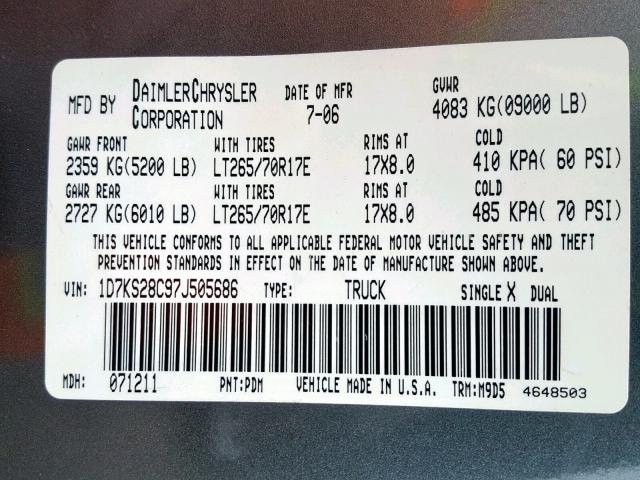 MFD BY DAIMLERCHRYSLER CORPORATION DATE OF MFR 7-06 GVWR 4083 KG(09000 LB)
GAWR FRONT WITH TIRES RIMS AT COLD
2359 KG(5200 LB) LT265/70R17E 17X8.0 410 KPA( 60 PSI)
GAWR REAR WITH TIRES RIMS AT COLD
2727 KG(6010 LB) LT265/70R17E 17X8.0 485 KPA( 70 PSI)
THIS VEHICLE CONFORMS TO ALL APPLICABLE FEDERAL MOTOR VEHICLE SAFETY AND THEFT
PREVENTION STANDARDS IN EFFECT ON THE DATE OF MANUFACTURE SHOWN ABOVE.
VIN: 1D7KS28C97J505686 TYPE: TRUCK SINGLE X DUAL
MDH: 071211 PNT:PDM VEHICLE MADE IN U.S.A. TRM:M9D5 4648503